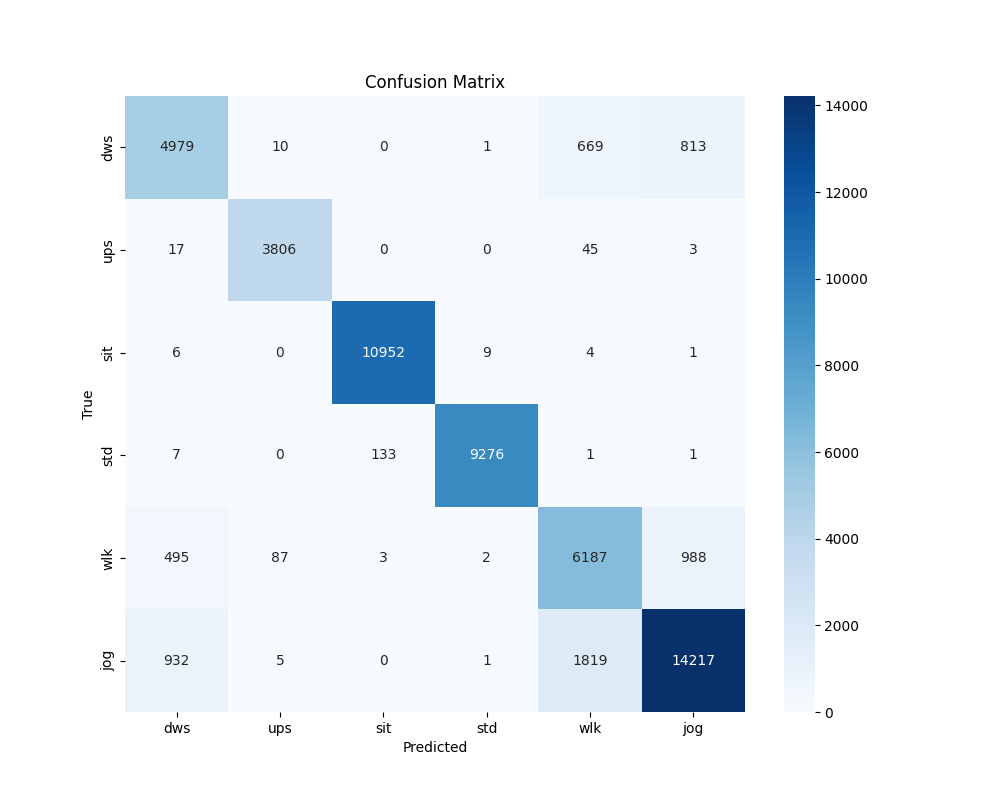 Confusion Matrix
dws 4979 10 0 1 669 813
ups 17 3806 0 0 45 3
sit 6 0 10952 9 4 1
std 7 0 133 9276 1 1
wlk 495 87 3 2 6187 988
jog 932 5 0 1 1819 14217
dws ups sit std wlk jog
Predicted
True
14000
12000
10000
8000
6000
4000
2000
0